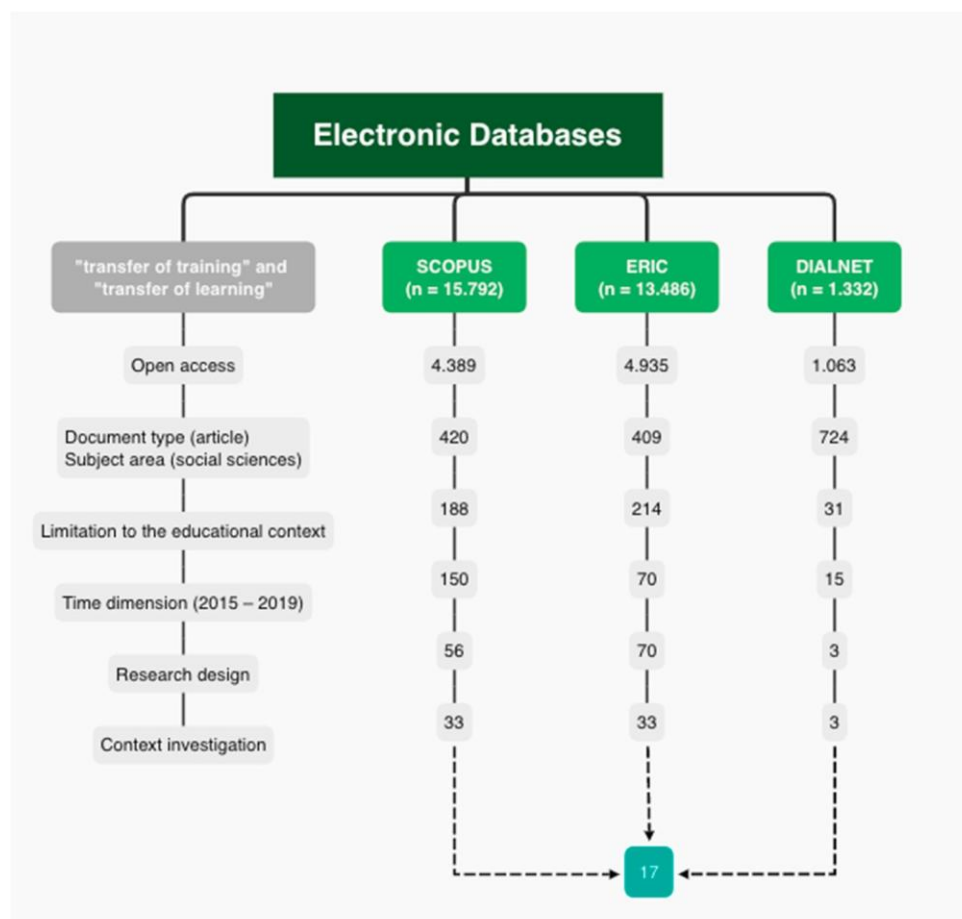 Electronic Databases
"transfer of training" and
"transfer of learning"
SCOPUS
(n = 15.792)
ERIC
(n = 13.486)
DIALNET
(n = 1.332)
Open access
4.389
4.935
1.063
Document type (article)
Subject area (social sciences)
420
409
724
Limitation to the educational context
188
214
31
Time dimension (2015 – 2019)
150
70
15
Research design
56
70
3
Context investigation
33
33
3
17